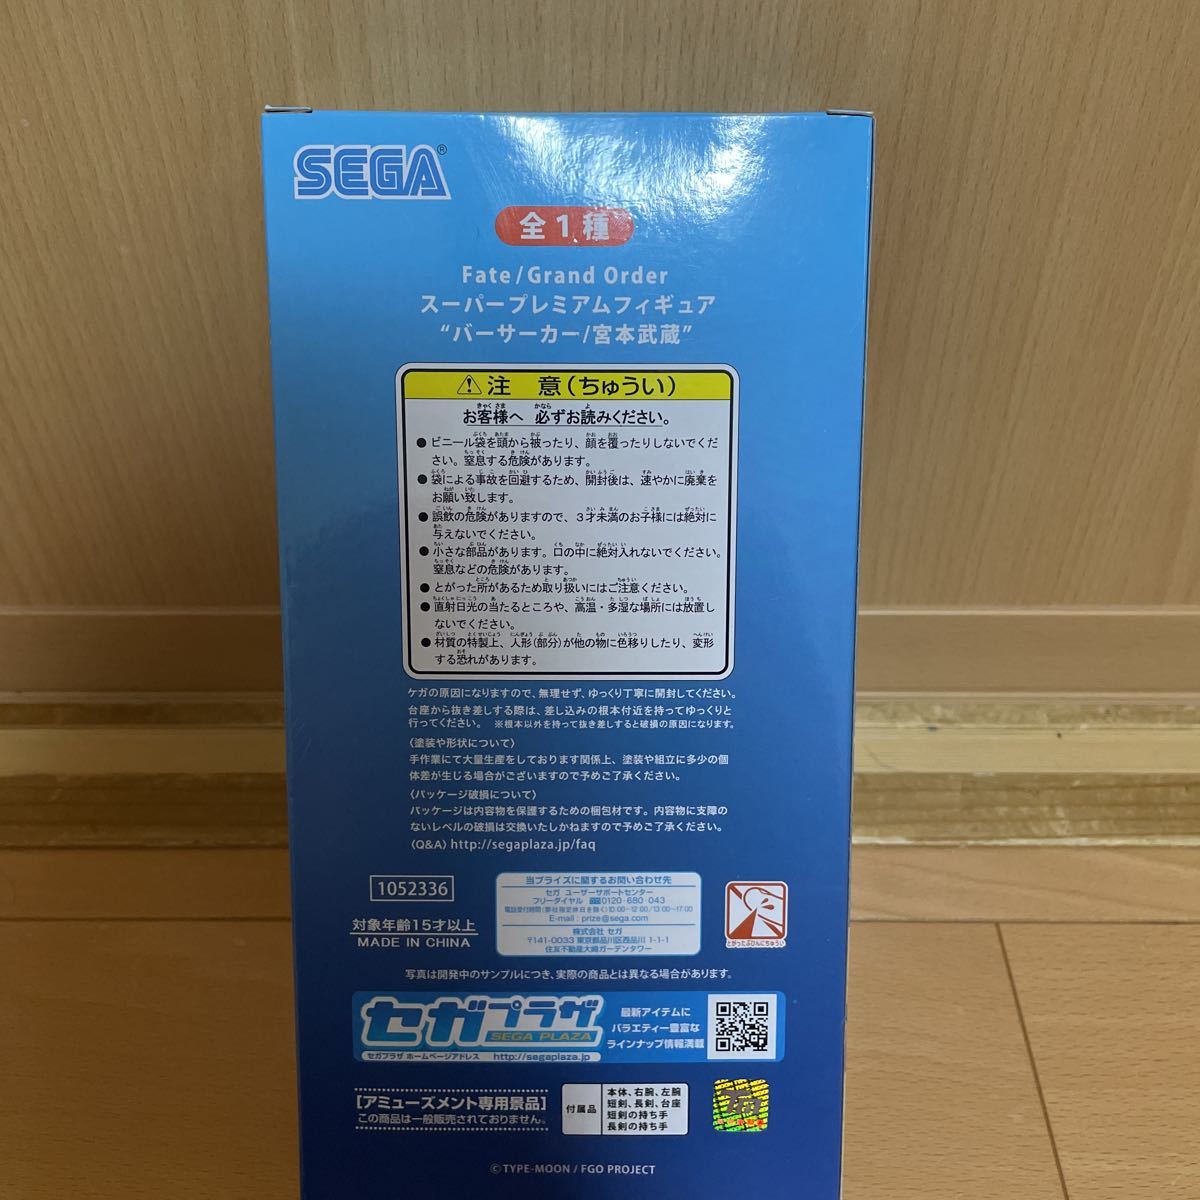 SEGA®
全1種
Fate/Grand Order
スーパープレミアムフィギュア
“バーサーカー/宮本武蔵”
注 意(ちゅうい)
お客様へ 必ずお読みください。
● ビニール袋を頭から被ったり、顔を覆ったりしないでくだ
さい。窒息する危険があります。
● 袋による事故を回避するため、開封後は、速やかに廃棄を
お願い致します。
● 誤飲の危険がありますので、3才未満のお子様には絶対に
与えないでください。
● 小さな部品があります。口の中に絶対入れないでください。
窒息などの危険があります。
● とがった所があるため取り扱いにはご注意ください。
● 直射日光の当たるところや、高温・多湿な場所には放置し
ないでください。
● 材質の特製上、人形(部分)が他の物に色移りしたり、変形
する恐れがあります。
ケガの原因になりますので、無理せず、ゆっくり丁寧に開封してください。
台座から抜き差しする際は、差し込みの根本付近を持ってゆっくりと
行ってください。 ※根本以外を持って抜き差しすると破損の原因になります。
〈塗装や形状について〉
手作業にて大量生産をしております関係上、塗装や組立に多少の個
体差が生じる場合がございますので予めご了承ください。
〈パッケージ破損について〉
パッケージは内容物を保護するための梱包材です。内容物に支障の
ないレベルの破損は交換いたしかねますので予めご了承ください。
〈Q&A〉http://segaplaza.jp/faq
1052336
対象年齢15才以上
MADE IN CHINA
当プライズに関するお問い合わせ先
セガ ユーザーサポートセンター
フリーダイヤル 0120-680-043
電話受付時間(弊社指定休日を除く)10:00~12:00/13:00~17:00
E-mail : prize@sega.com
株式会社 セガ
〒141-0033 東京都品川区西品川 1-1-1
住友不動産大崎ガーデンタワー
とがったぶひんにちゅうい
写真は開発中のサンプルにつき、実際の商品とは異なる場合があります。
セガプラザ
SEGA PLAZA
セガプラザ ホームページアドレス http://segaplaza.jp
最新アイテムに
バラエティー豊富な
ラインナップ情報満載
[アミューズメント専用景品]
この商品は一般販売されておりません。
付属品
本体、右腕、左腕
短剣、長剣、台座
短剣の持ち手
長剣の持ち手
©TYPE-MOON / FGO PROJECT